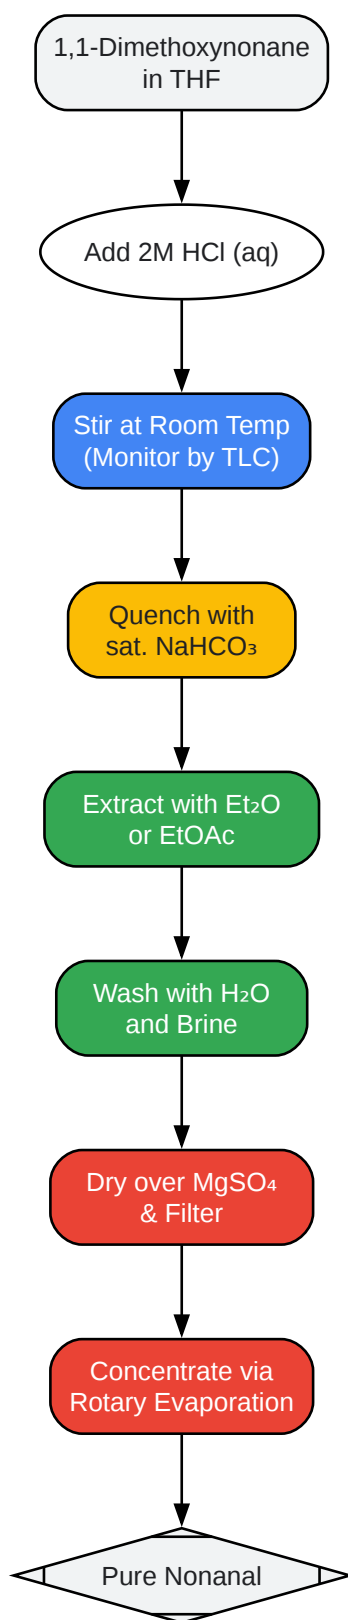 1,1-Dimethoxynonane
in THF
Add 2M HCl (aq)
Stir at Room Temp
(Monitor by TLC)
Quench with
sat. NaHCO₃
Extract with Et₂O
or EtOAc
Wash with H₂O
and Brine
Dry over MgSO₄
& Filter
Concentrate via
Rotary Evaporation
Pure Nonanal